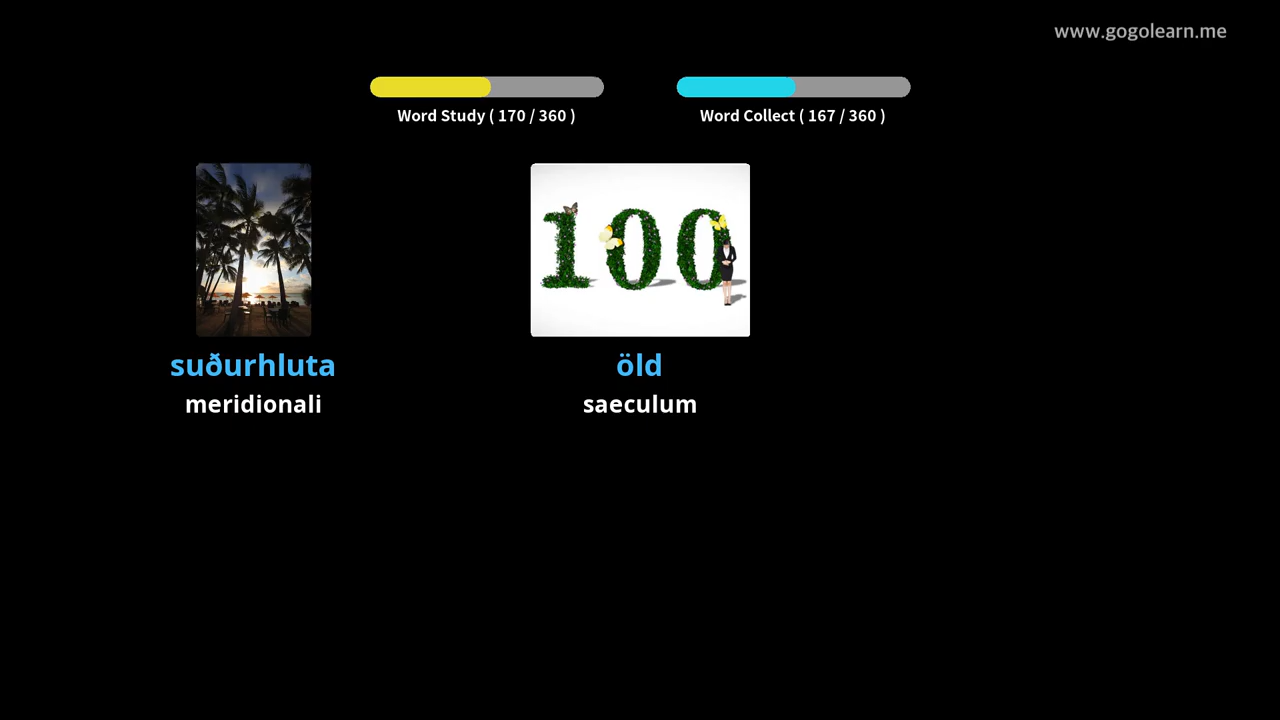 www.gogolearn.me
Word Study ( 170 / 360 )
Word Collect ( 167 / 360 )
100
suðurhluta
öld
meridionali
saeculum